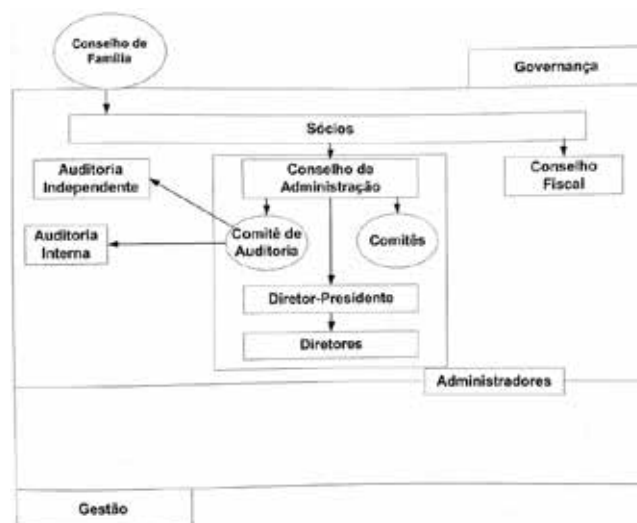 Conselho de
Família
Governança
Sócios
Auditoria
Independente
Conselho de
Administração
Conselho
Fiscal
Auditoria
Interna
Comitê de
Auditoria
Comitês
Diretor-Presidente
Diretores
Administradores
Gestão